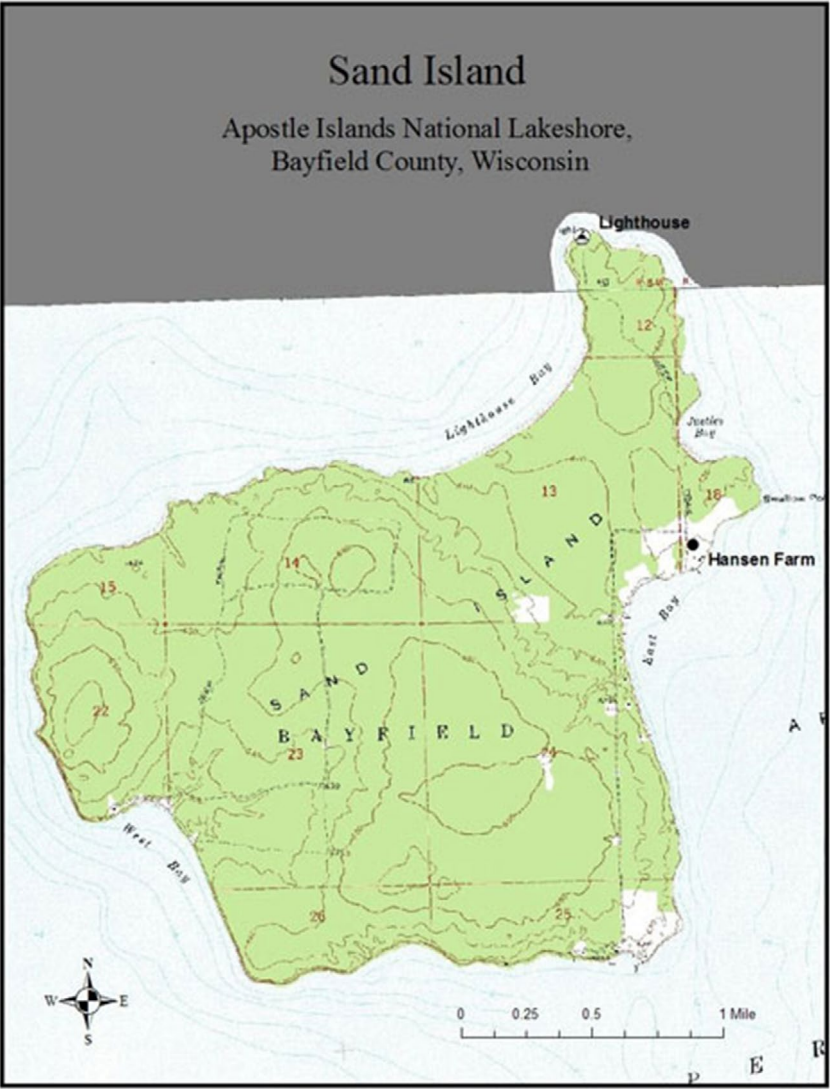 Sand Island
Apostle Islands National Lakeshore,
Bayfield County, Wisconsin
Lighthouse
12
Lighthouse Bay
Justice Bay
13
18
ISLAND
Hansen Farm
14
15
East Bay
SAND
22
BAYFIELD
23
24
A
West Bay
26
25
N
W E
S
0 0.25 0.5 1 Mile
P E R